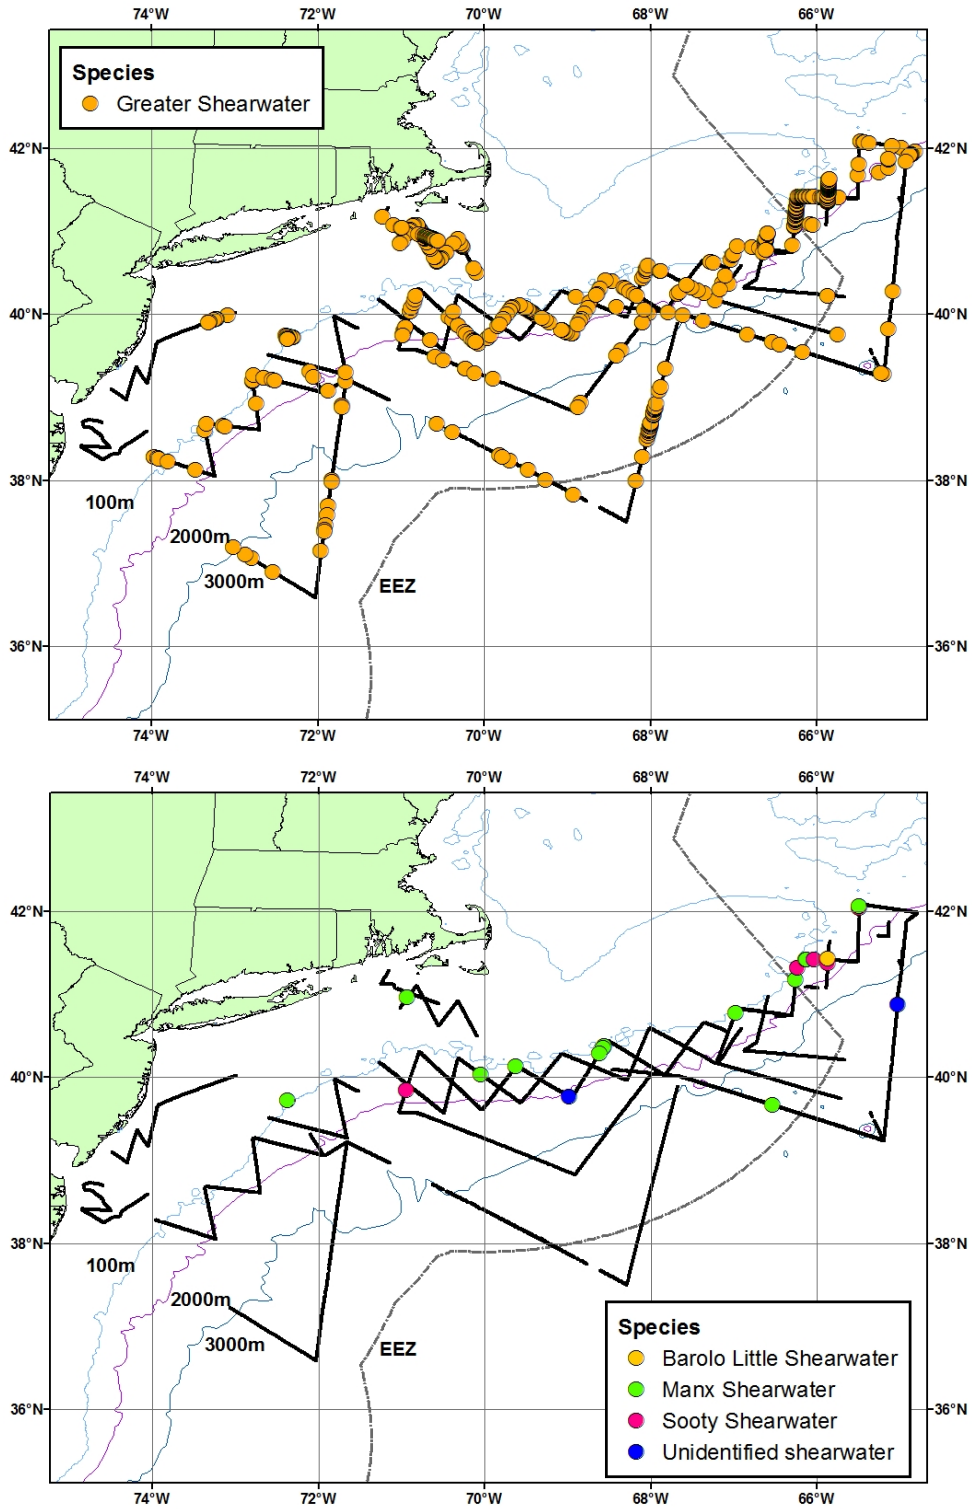 74°W 72°W 70°W 68°W 66°W
Species
Greater Shearwater
42°N 42°N
40°N 40°N
38°N 38°N
100m
2000m
3000m
EEZ
36°N 36°N
74°W 72°W 70°W 68°W 66°W
74°W 72°W 70°W 68°W 66°W
42°N 42°N
40°N 40°N
38°N 38°N
100m
2000m
3000m
EEZ
Species
Barolo Little Shearwater
Manx Shearwater
Sooty Shearwater
Unidentified shearwater
36°N 36°N
74°W 72°W 70°W 68°W 66°W